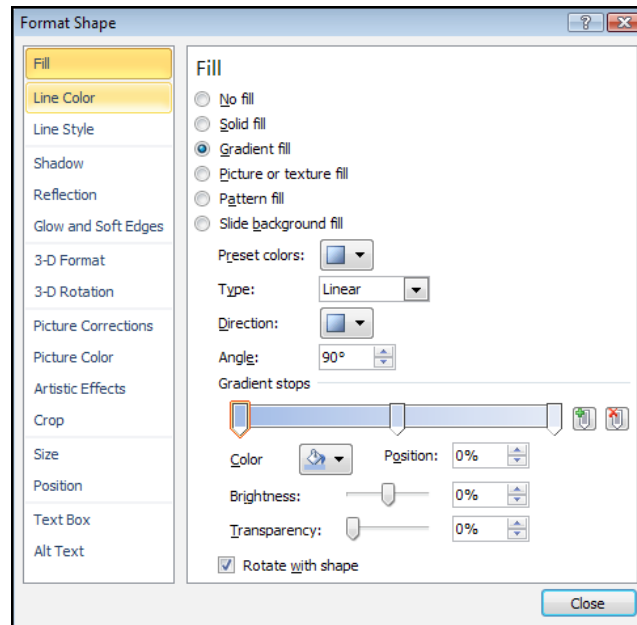 Format Shape
Fill
Line Color
Line Style
Shadow
Reflection
Glow and Soft Edges
3-D Format
3-D Rotation
Picture Corrections
Picture Color
Artistic Effects
Crop
Size
Position
Text Box
Alt Text
Fill
No fill
Solid fill
Gradient fill
Picture or texture fill
Pattern fill
Slide background fill
Preset colors:
Type: Linear
Direction:
Angle: 90°
Gradient stops
Color Position: 0%
Brightness: 0%
Transparency: 0%
Rotate with shape
Close